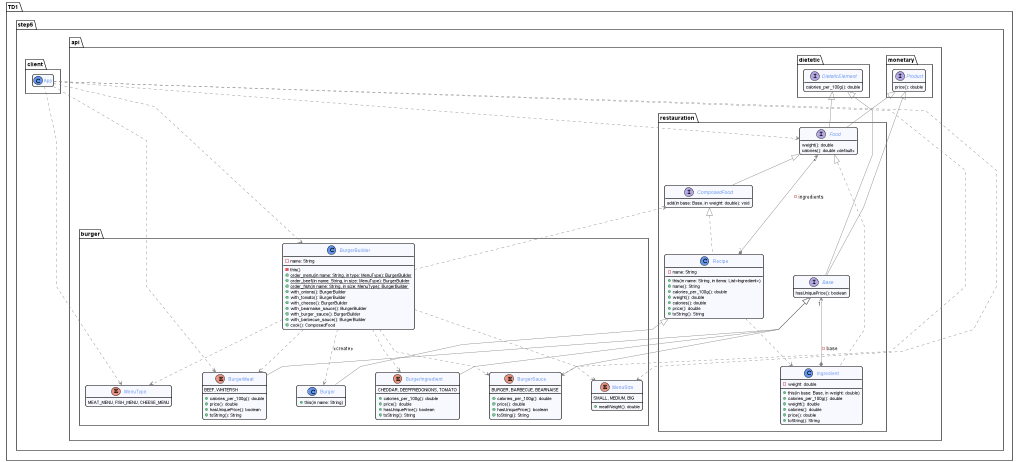 TD1
step5
api
client
App
dietetic
DieteticElement
calories_per_100g(): double
monetary
Product
price(): double
restauration
Food
weight(): double
calories(): double «default»
ComposedFood
add(in base: Base, in weight: double): void
ingredients
burger
BurgerBuilder
name: String
this()
order_menu(in name: String, in type: MenuType): BurgerBuilder
order_beef(in name: String, in size: MenuType): BurgerBuilder
order_fish(in name: String, in size: MenuType): BurgerBuilder
with_onions(): BurgerBuilder
with_tomato(): BurgerBuilder
with_cheese(): BurgerBuilder
with_bearnaise_sauce(): BurgerBuilder
with_burger_sauce(): BurgerBuilder
with_barbecue_sauce(): BurgerBuilder
cook(): ComposedFood
Recipe
name: String
this(in name: String, in items: List<Ingredient>)
name(): String
calories_per_100g(): double
weight(): double
calories(): double
price(): double
toString(): String
Base
hasUniquePrice(): boolean
1
base
«create»
MenuType
MEAT_MENU, FISH_MENU, CHEESE_MENU
BurgerMeat
BEEF, WHITEFISH
calories_per_100g(): double
price(): double
hasUniquePrice(): boolean
toString(): String
Burger
this(in name: String)
BurgerIngredient
CHEDDAR, DEEPFRIEDONIONS, TOMATO
calories_per_100g(): double
price(): double
hasUniquePrice(): boolean
toString(): String
BurgerSauce
BURGER, BARBECUE, BEARNAISE
calories_per_100g(): double
price(): double
hasUniquePrice(): boolean
toString(): String
MenuSize
SMALL, MEDIUM, BIG
meatWeight(): double
Ingredient
weight: double
this(in base: Base, in weight: double)
calories_per_100g(): double
weight(): double
calories(): double
price(): double
toString(): String